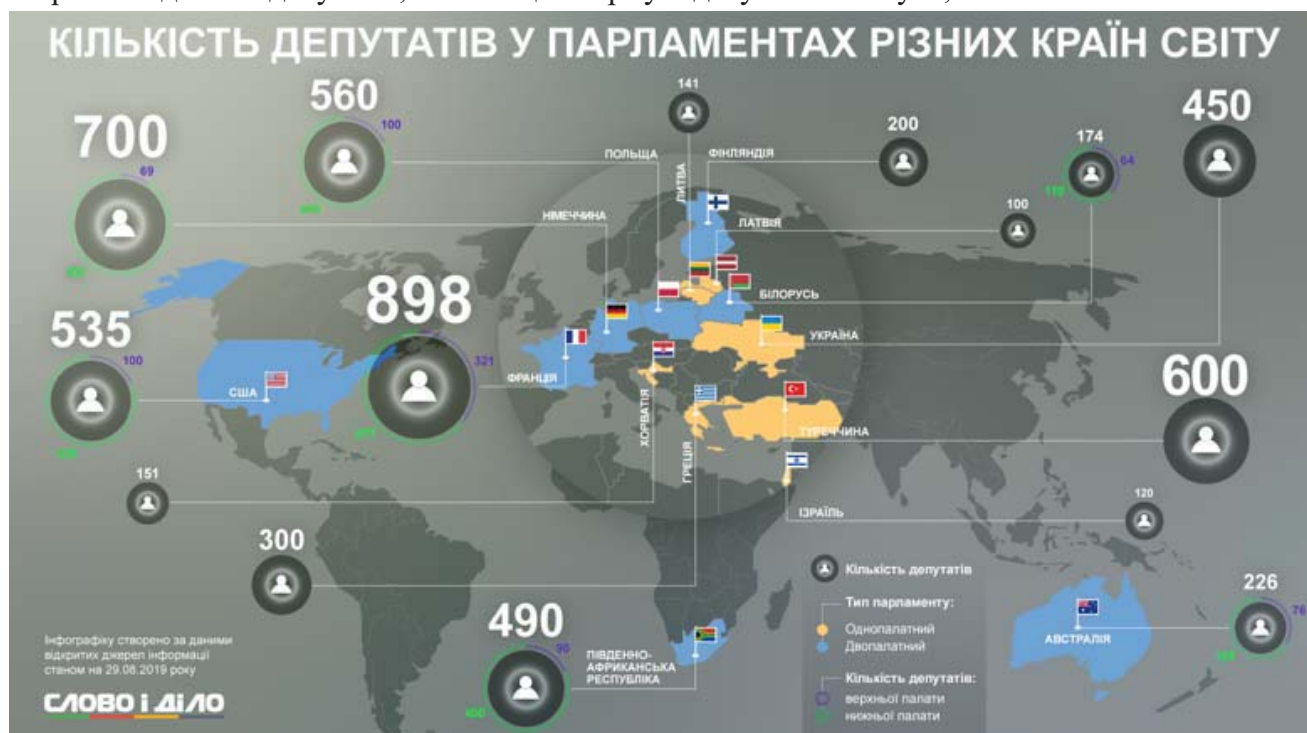 КІЛЬКІСТЬ ДЕПУТАТІВ У ПАРЛАМЕНТАХ РІЗНИХ КРАЇН СВІТУ
700
69
НІМЕЧЧИНА
560
100
ПОЛЬЩА
141
ЛИТВА
200
ФІНЛЯНДІЯ
100
ЛАТВІЯ
174
64
110
БІЛОРУСЬ
450
УКРАЇНА
535
100
США
898
321
577
ФРАНЦІЯ
600
ТУРЕЧЧИНА
151
ХОРВАТІЯ
300
ГРЕЦІЯ
120
ІЗРАЇЛЬ
490
90
400
ПІВДЕННО-
АФРИКАНСЬКА
РЕСПУБЛІКА
226
76
АВСТРАЛІЯ
Кількість депутатів
Тип парламенту:
Однопалатний
Двопалатний
Кількість депутатів:
верхньої палати
нижньої палати
Інфографіку створено за даними
відкритих джерел інформації
станом на 29.08.2019 року
СЛОВО і ДіЛО